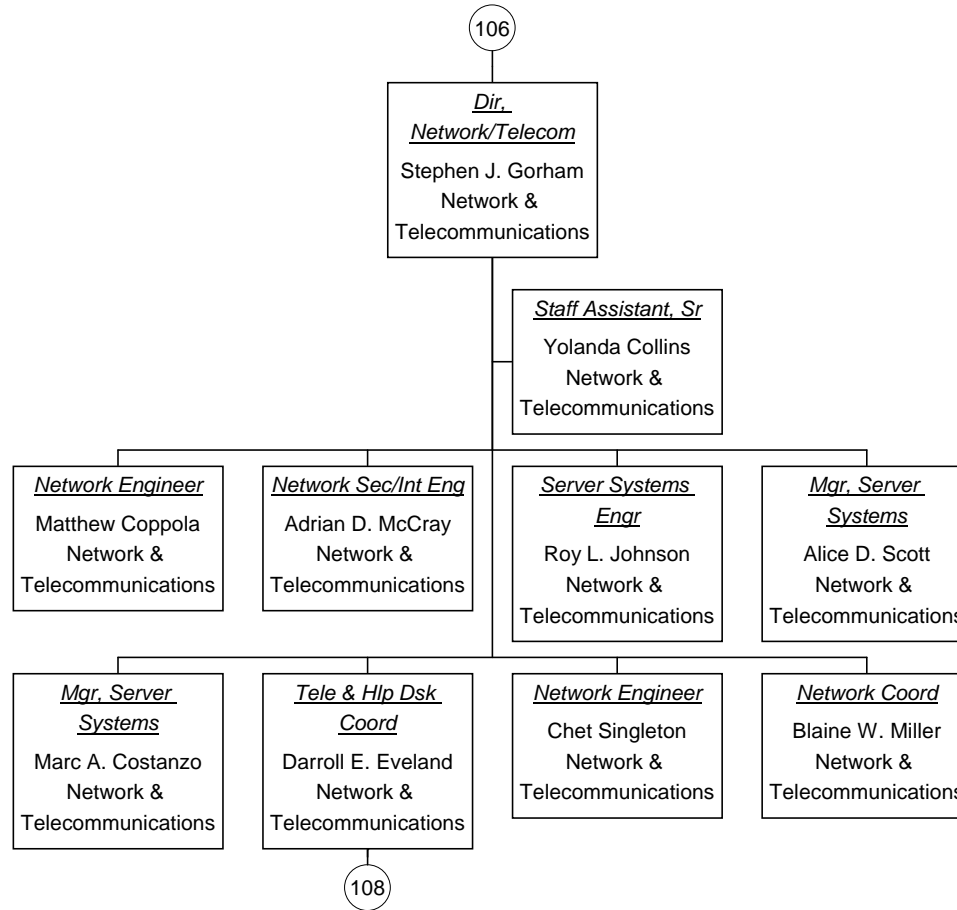 106
Dir,
Network/Telecom
Stephen J. Gorham
Network &
Telecommunications
Staff Assistant, Sr
Yolanda Collins
Network &
Telecommunications
Network Engineer
Matthew Coppola
Network &
Telecommunications
Network Sec/Int Eng
Adrian D. McCray
Network &
Telecommunications
Server Systems
Engr
Roy L. Johnson
Network &
Telecommunications
Mgr, Server
Systems
Alice D. Scott
Network &
Telecommunications
Mgr, Server
Systems
Marc A. Costanzo
Network &
Telecommunications
Tele & Hlp Dsk
Coord
Darroll E. Eveland
Network &
Telecommunications
Network Engineer
Chet Singleton
Network &
Telecommunications
Network Coord
Blaine W. Miller
Network &
Telecommunications
108